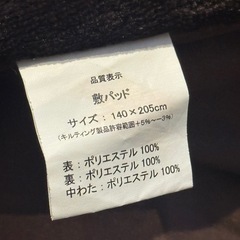 品質表示
敷パッド
サイズ：140×205cm
(キルティング製品許容範囲+5%〜−3%)
表：ポリエステル 100%
裏：ポリエステル 100%
中わた：ポリエステル 100%